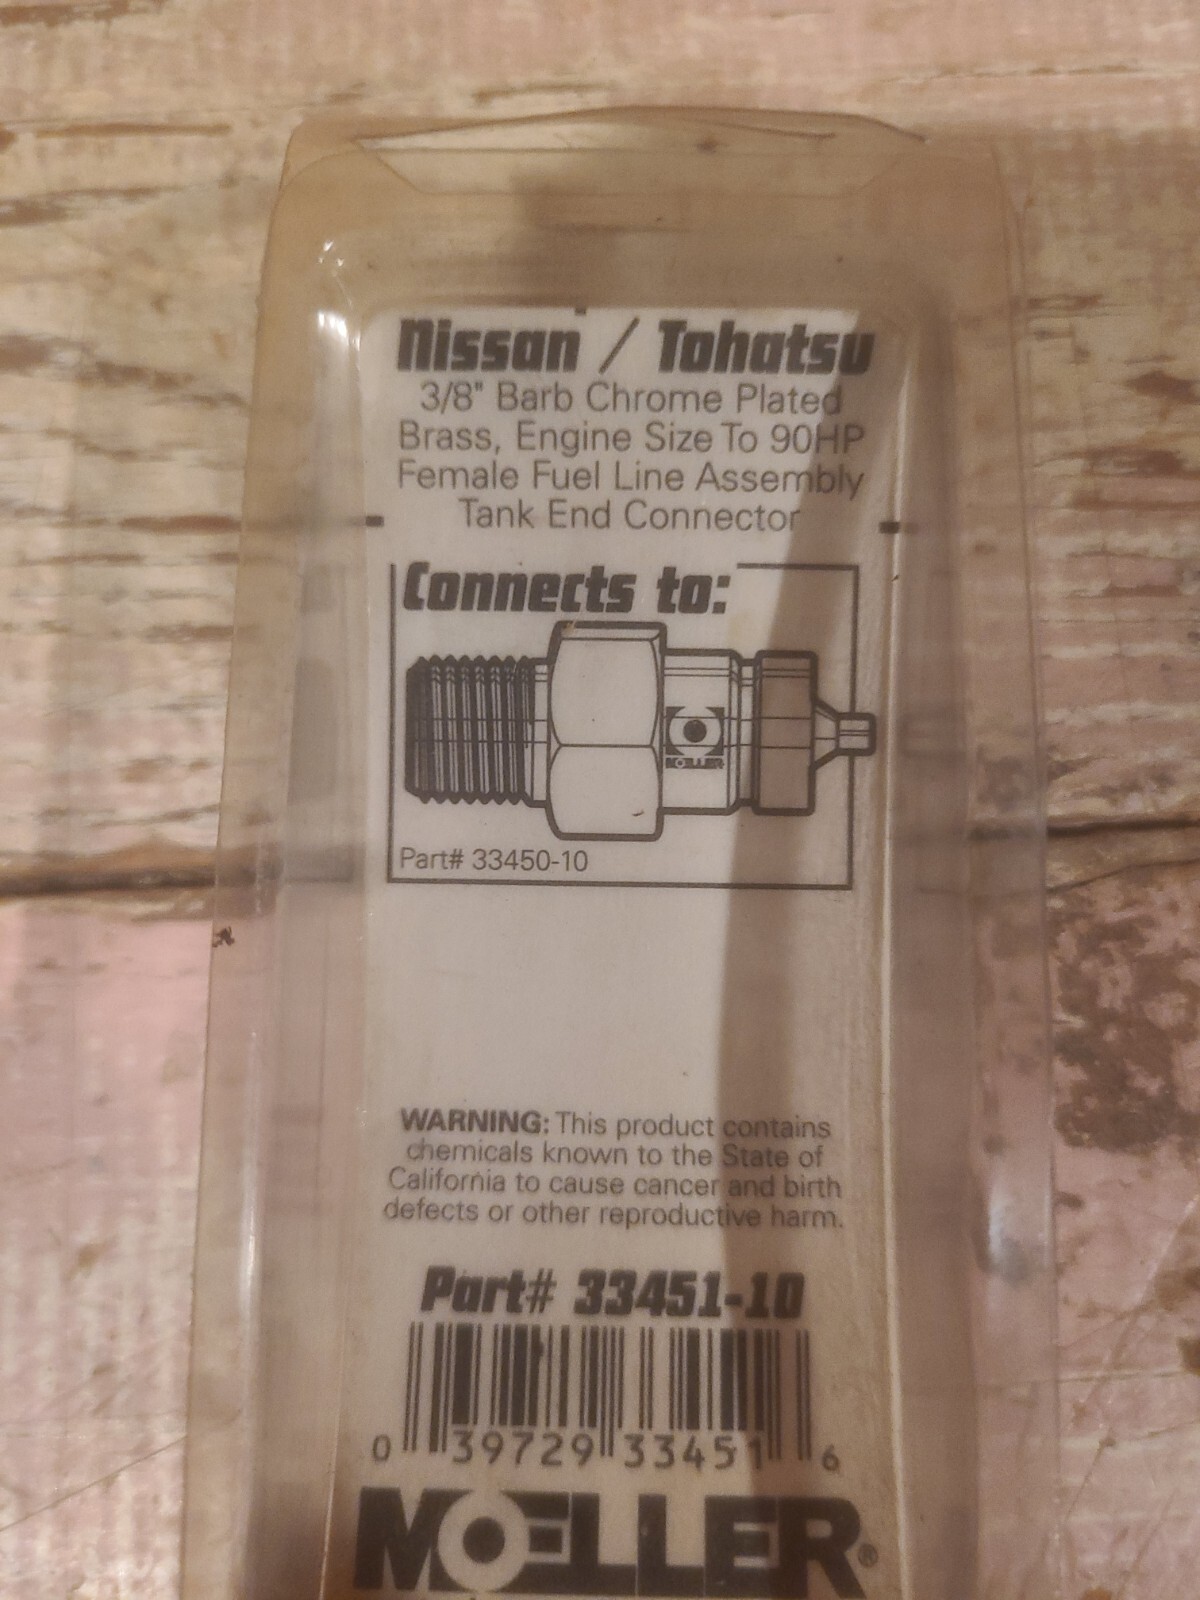 Nissan / Tohatsu
3/8" Barb Chrome Plated
Brass, Engine Size To 90HP
Female Fuel Line Assembly
Tank End Connector
Connects to:
MOELLER
Part# 33450-10
WARNING: This product contains
chemicals known to the State of
California to cause cancer and birth
defects or other reproductive harm.
Part# 33451-10
0 39729 33451 6
MOELLER®